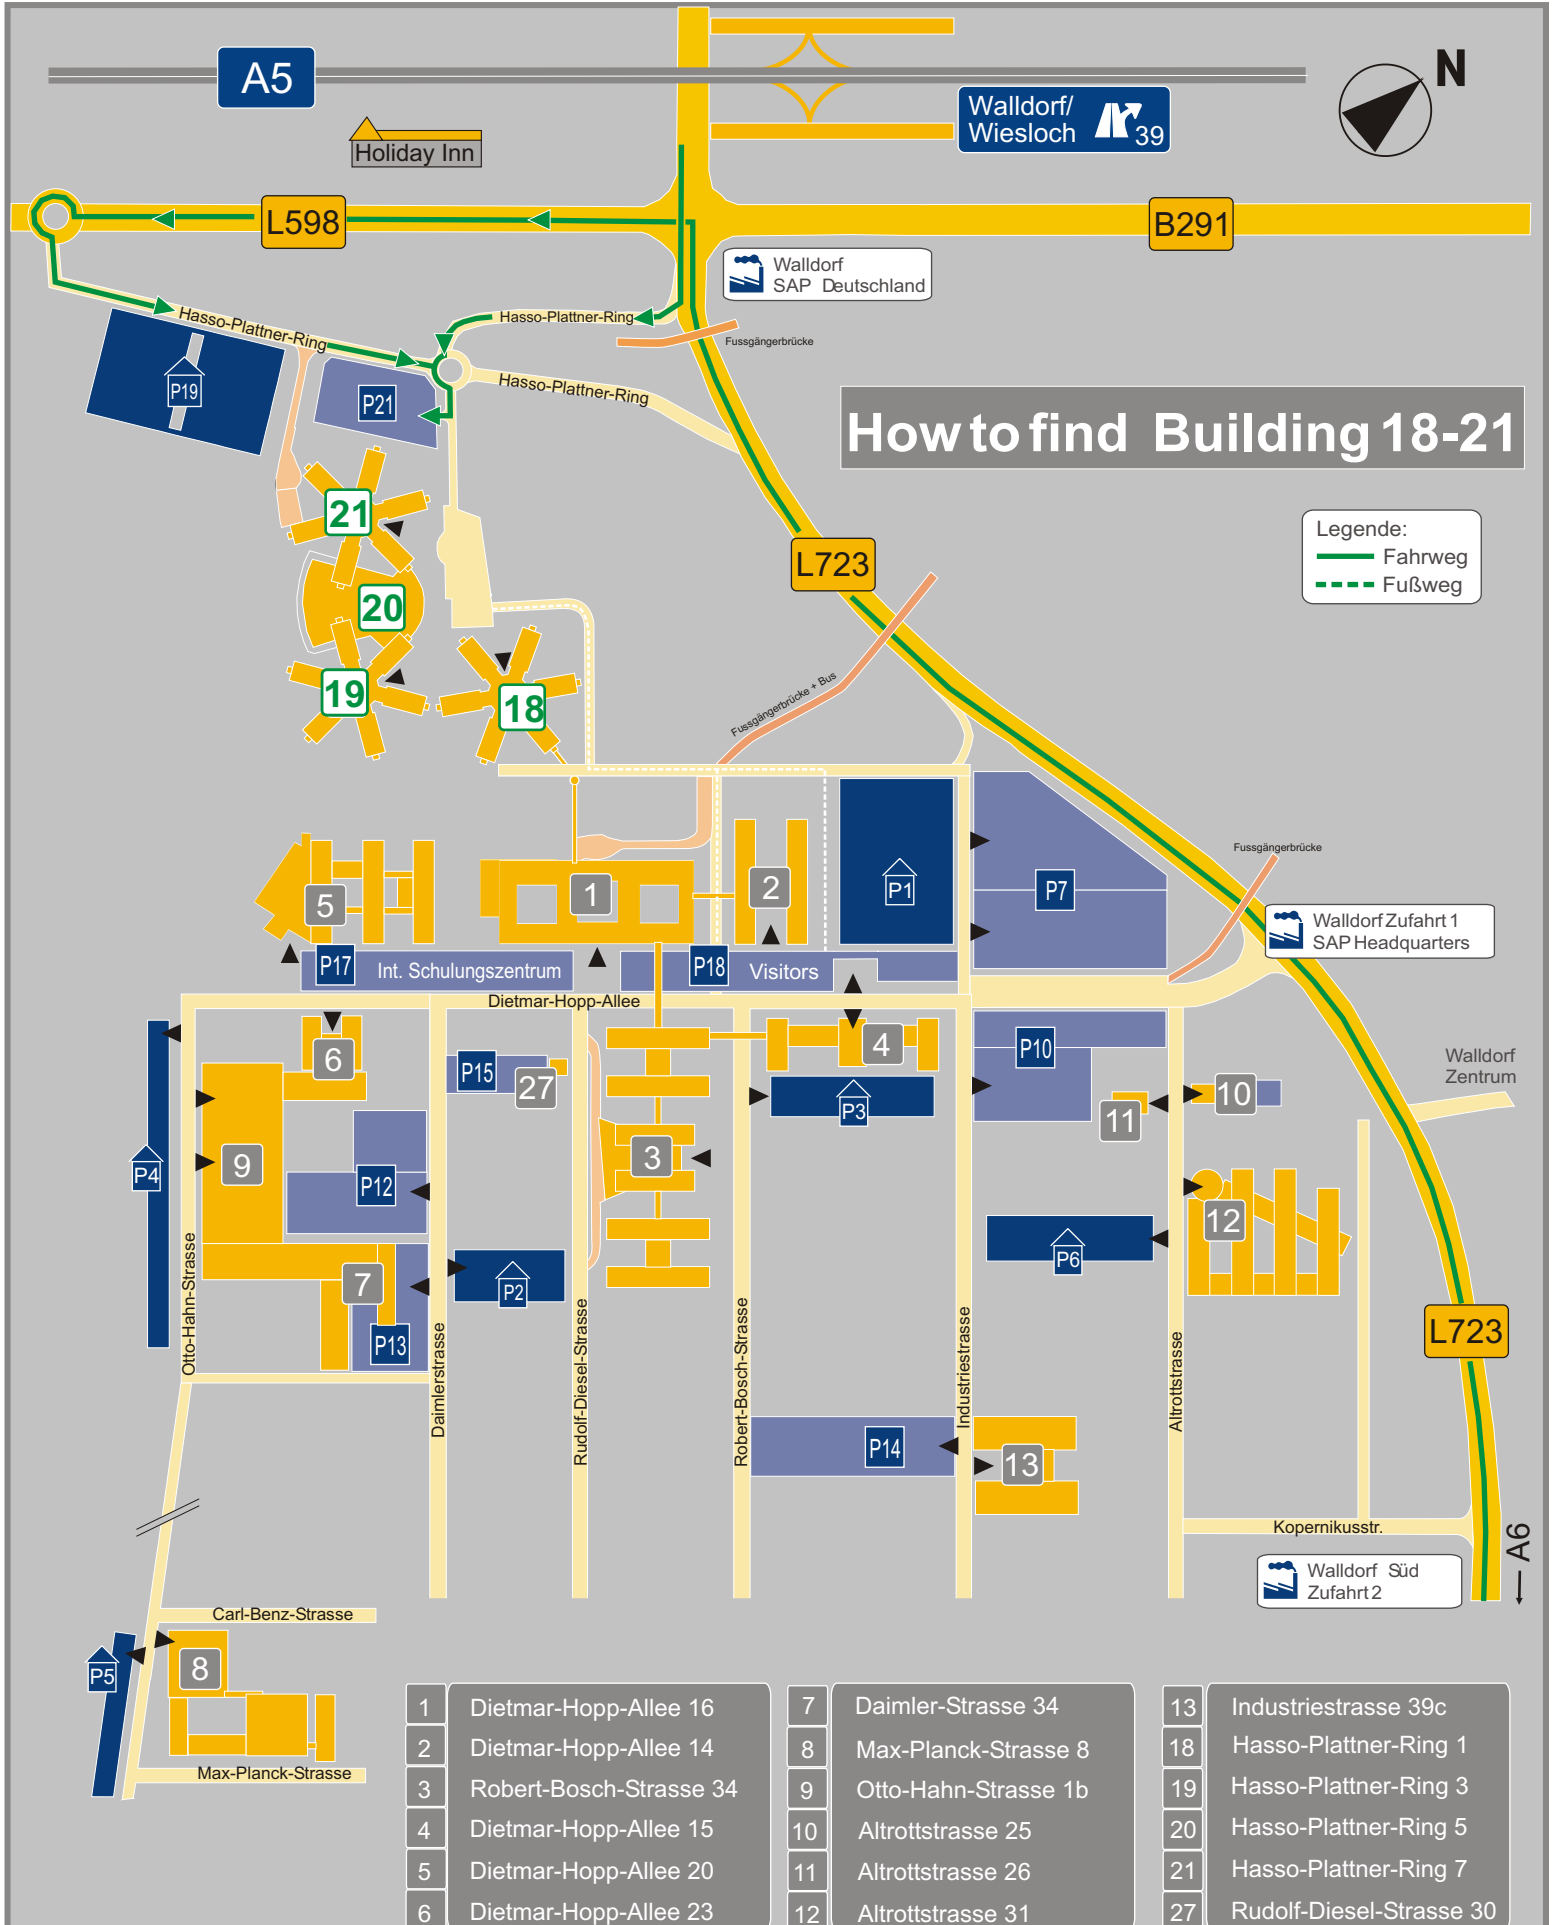 A5
N
Walldorf/
Wiesloch 39
Holiday Inn
L598
B291
Walldorf
SAP Deutschland
Hasso-Plattner-Ring
Hasso-Plattner-Ring
Fussgängerbrücke
Hasso-Plattner-Ring
P19
P21
How to find Building 18-21
21
L723
Legende:
Fahrweg
Fußweg
20
19
18
Fussgängerbrücke + Bus
Fussgängerbrücke
5
1
2
P1
P7
Walldorf Zufahrt 1
SAP Headquarters
P17
Int. Schulungszentrum
P18
Visitors
Dietmar-Hopp-Allee
6
P15
27
4
P10
Walldorf
Zentrum
P3
11
10
P4
9
P12
3
12
P6
7
P2
P13
L723
Otto-Hahn-Strasse
Daimlerstrasse
Rudolf-Diesel-Strasse
Robert-Bosch-Strasse
Industriestrasse
Altrottstrasse
P14
13
Kopernikusstr.
A6
Walldorf Süd
Zufahrt 2
Carl-Benz-Strasse
P5
8
Max-Planck-Strasse
1 Dietmar-Hopp-Allee 16
2 Dietmar-Hopp-Allee 14
3 Robert-Bosch-Strasse 34
4 Dietmar-Hopp-Allee 15
5 Dietmar-Hopp-Allee 20
6 Dietmar-Hopp-Allee 23
7 Daimler-Strasse 34
8 Max-Planck-Strasse 8
9 Otto-Hahn-Strasse 1b
10 Altrottstrasse 25
11 Altrottstrasse 26
12 Altrottstrasse 31
13 Industriestrasse 39c
18 Hasso-Plattner-Ring 1
19 Hasso-Plattner-Ring 3
20 Hasso-Plattner-Ring 5
21 Hasso-Plattner-Ring 7
27 Rudolf-Diesel-Strasse 30